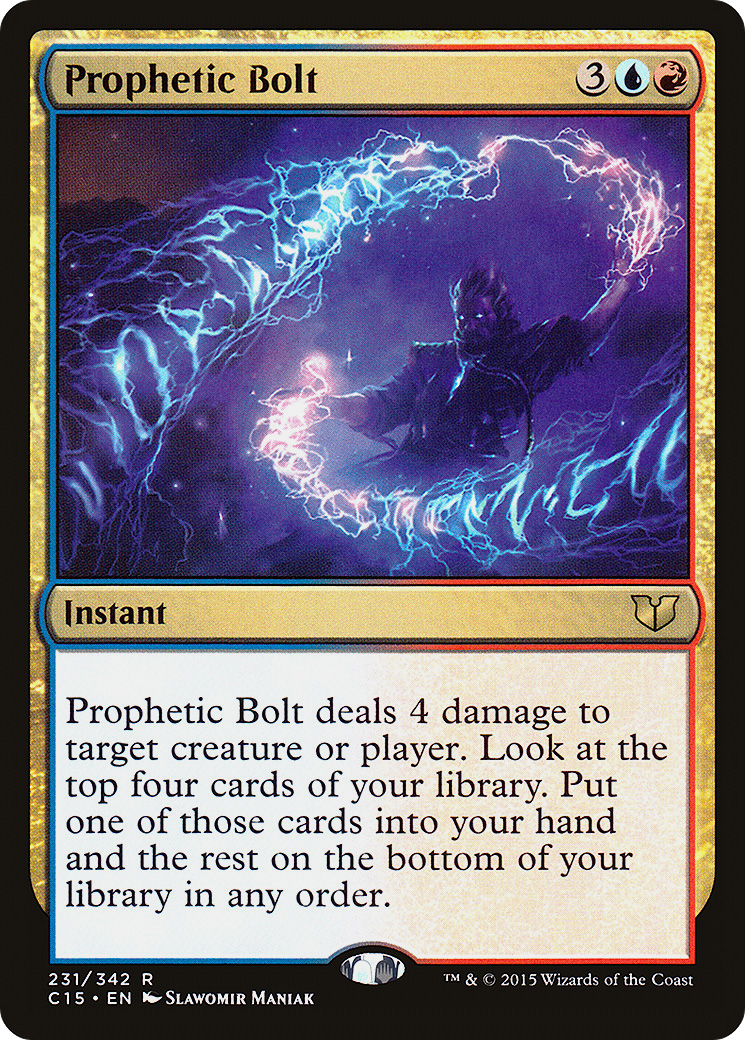 Prophetic Bolt 3
Instant
Prophetic Bolt deals 4 damage to
target creature or player. Look at the
top four cards of your library. Put
one of those cards into your hand
and the rest on the bottom of your
library in any order.
231/342 R
C15 • EN SLAWOMIR MANIAK
™ & © 2015 Wizards of the Coast